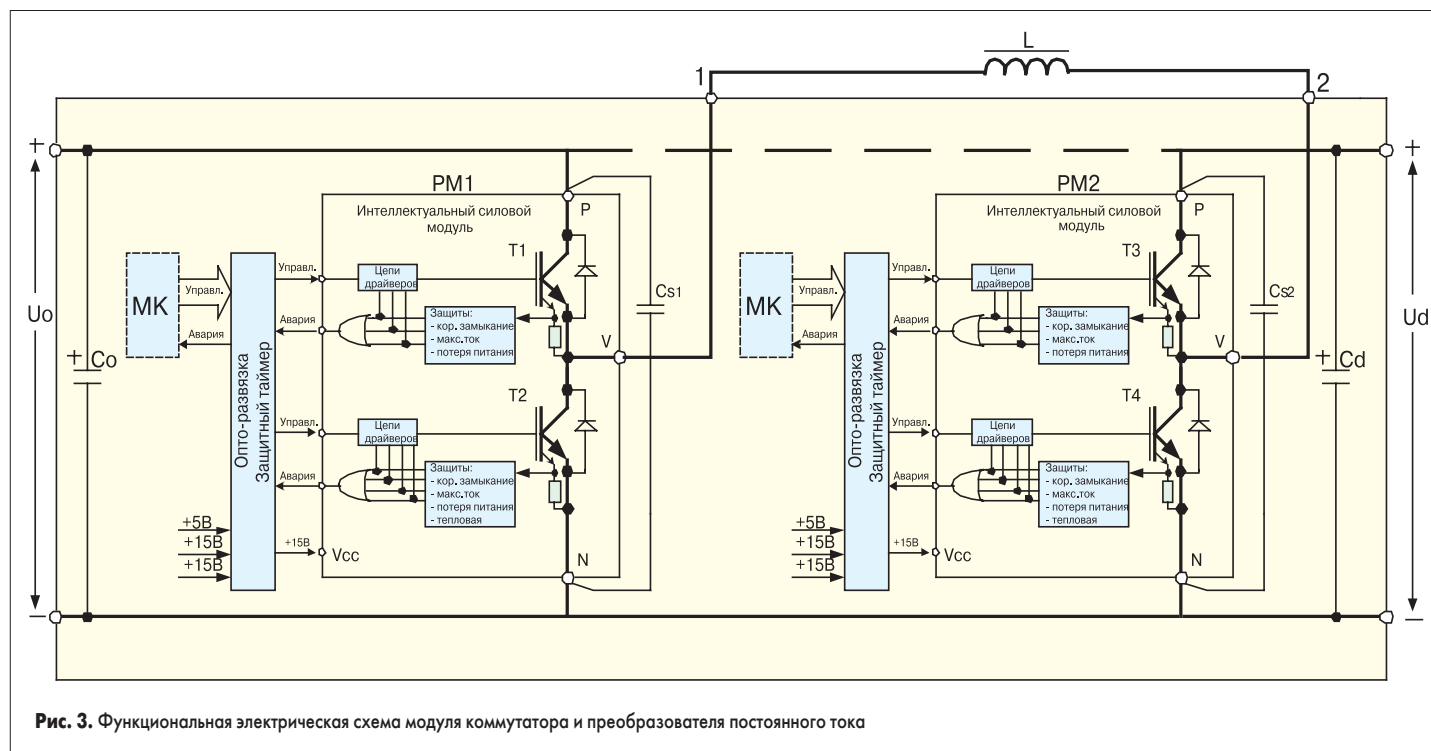 L
1
2
+
+
PM1
PM2
P
P
Интеллектуальный силовой
модуль
Интеллектуальный силовой
модуль
T1
T3
МК
Управл.
Авария
Опто-развязка
Защитный таймер
Управл.
Авария
Цепи
драйверов
Защиты:
- кор. замыкание
- макс.ток
- потеря питания
Cs1
V
МК
Управл.
Авария
Опто-развязка
Защитный таймер
Управл.
Авария
Цепи
драйверов
Защиты:
- кор. замыкание
- макс.ток
- потеря питания
Cs2
V
Uo
+
Co
Ud
+
Cd
T2
T4
Управл.
Авария
Цепи
драйверов
Защиты:
- кор. замыкание
- макс.ток
- потеря питания
- тепловая
Управл.
Авария
Цепи
драйверов
Защиты:
- кор. замыкание
- макс.ток
- потеря питания
- тепловая
+5В
+15В
+15В
+15В
Vcc
N
+5В
+15В
+15В
+15В
Vcc
N
–
–
Рис. 3. Функциональная электрическая схема модуля коммутатора и преобразователя постоянного тока